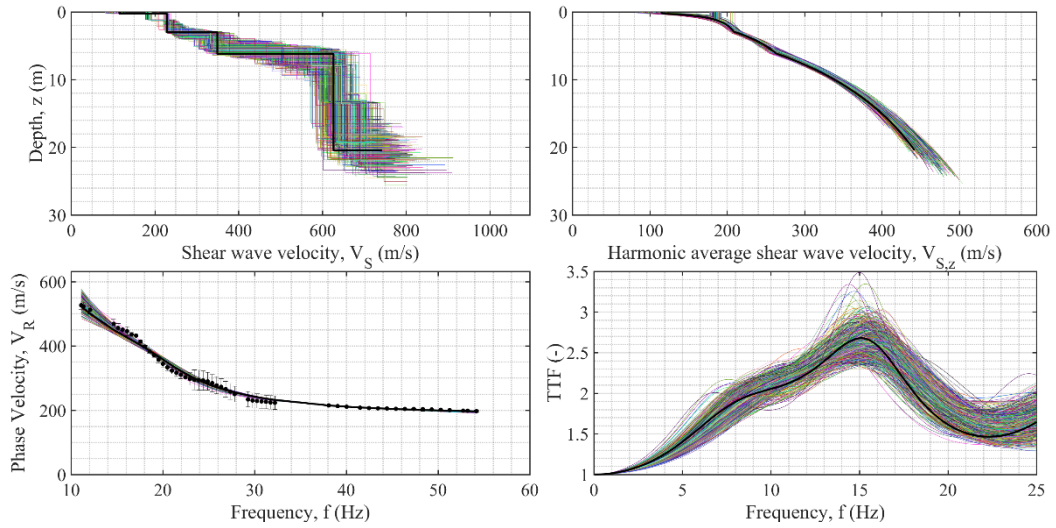 0
10
20
30
Depth, z (m)
0 200 400 600 800 1000
Shear wave velocity, V_S (m/s)
0
10
20
30
0 100 200 300 400 500 600
Harmonic average shear wave velocity, V_S,z (m/s)
600
400
200
0
Phase Velocity, V_R (m/s)
10 20 30 40 50 60
Frequency, f (Hz)
3.5
3
2.5
2
1.5
1
TTF (-)
0 5 10 15 20 25
Frequency, f (Hz)